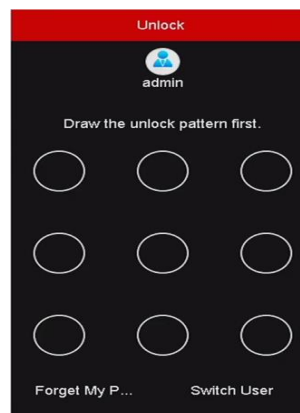 Unlock
admin
Draw the unlock pattern first.
Forget My P...
Switch User